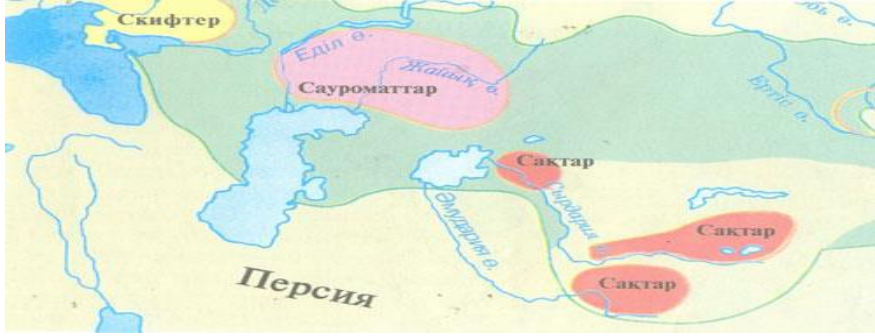 Скифтер
Еділ ө.
Жайық ө.
Сауроматтар
Ертіс ө.
Сақтар
Сырдария
Әмудария ө.
Сақтар
Сақтар
Персия